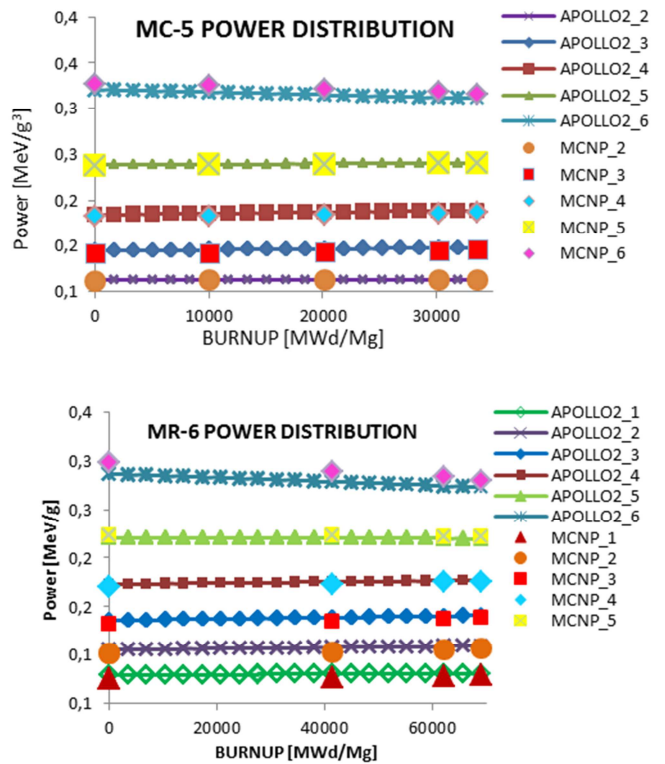 MC-5 POWER DISTRIBUTION
Power [MeV/g³]
0,4
0,4
0,3
0,3
0,2
0,2
0,1
0 10000 20000 30000
BURNUP [MWd/Mg]
APOLLO2_2
APOLLO2_3
APOLLO2_4
APOLLO2_5
APOLLO2_6
MCNP_2
MCNP_3
MCNP_4
MCNP_5
MCNP_6
MR-6 POWER DISTRIBUTION
Power [MeV/g]
0,4
0,3
0,3
0,2
0,2
0,1
0,1
0 20000 40000 60000
BURNUP [MWd/Mg]
APOLLO2_1
APOLLO2_2
APOLLO2_3
APOLLO2_4
APOLLO2_5
APOLLO2_6
MCNP_1
MCNP_2
MCNP_3
MCNP_4
MCNP_5